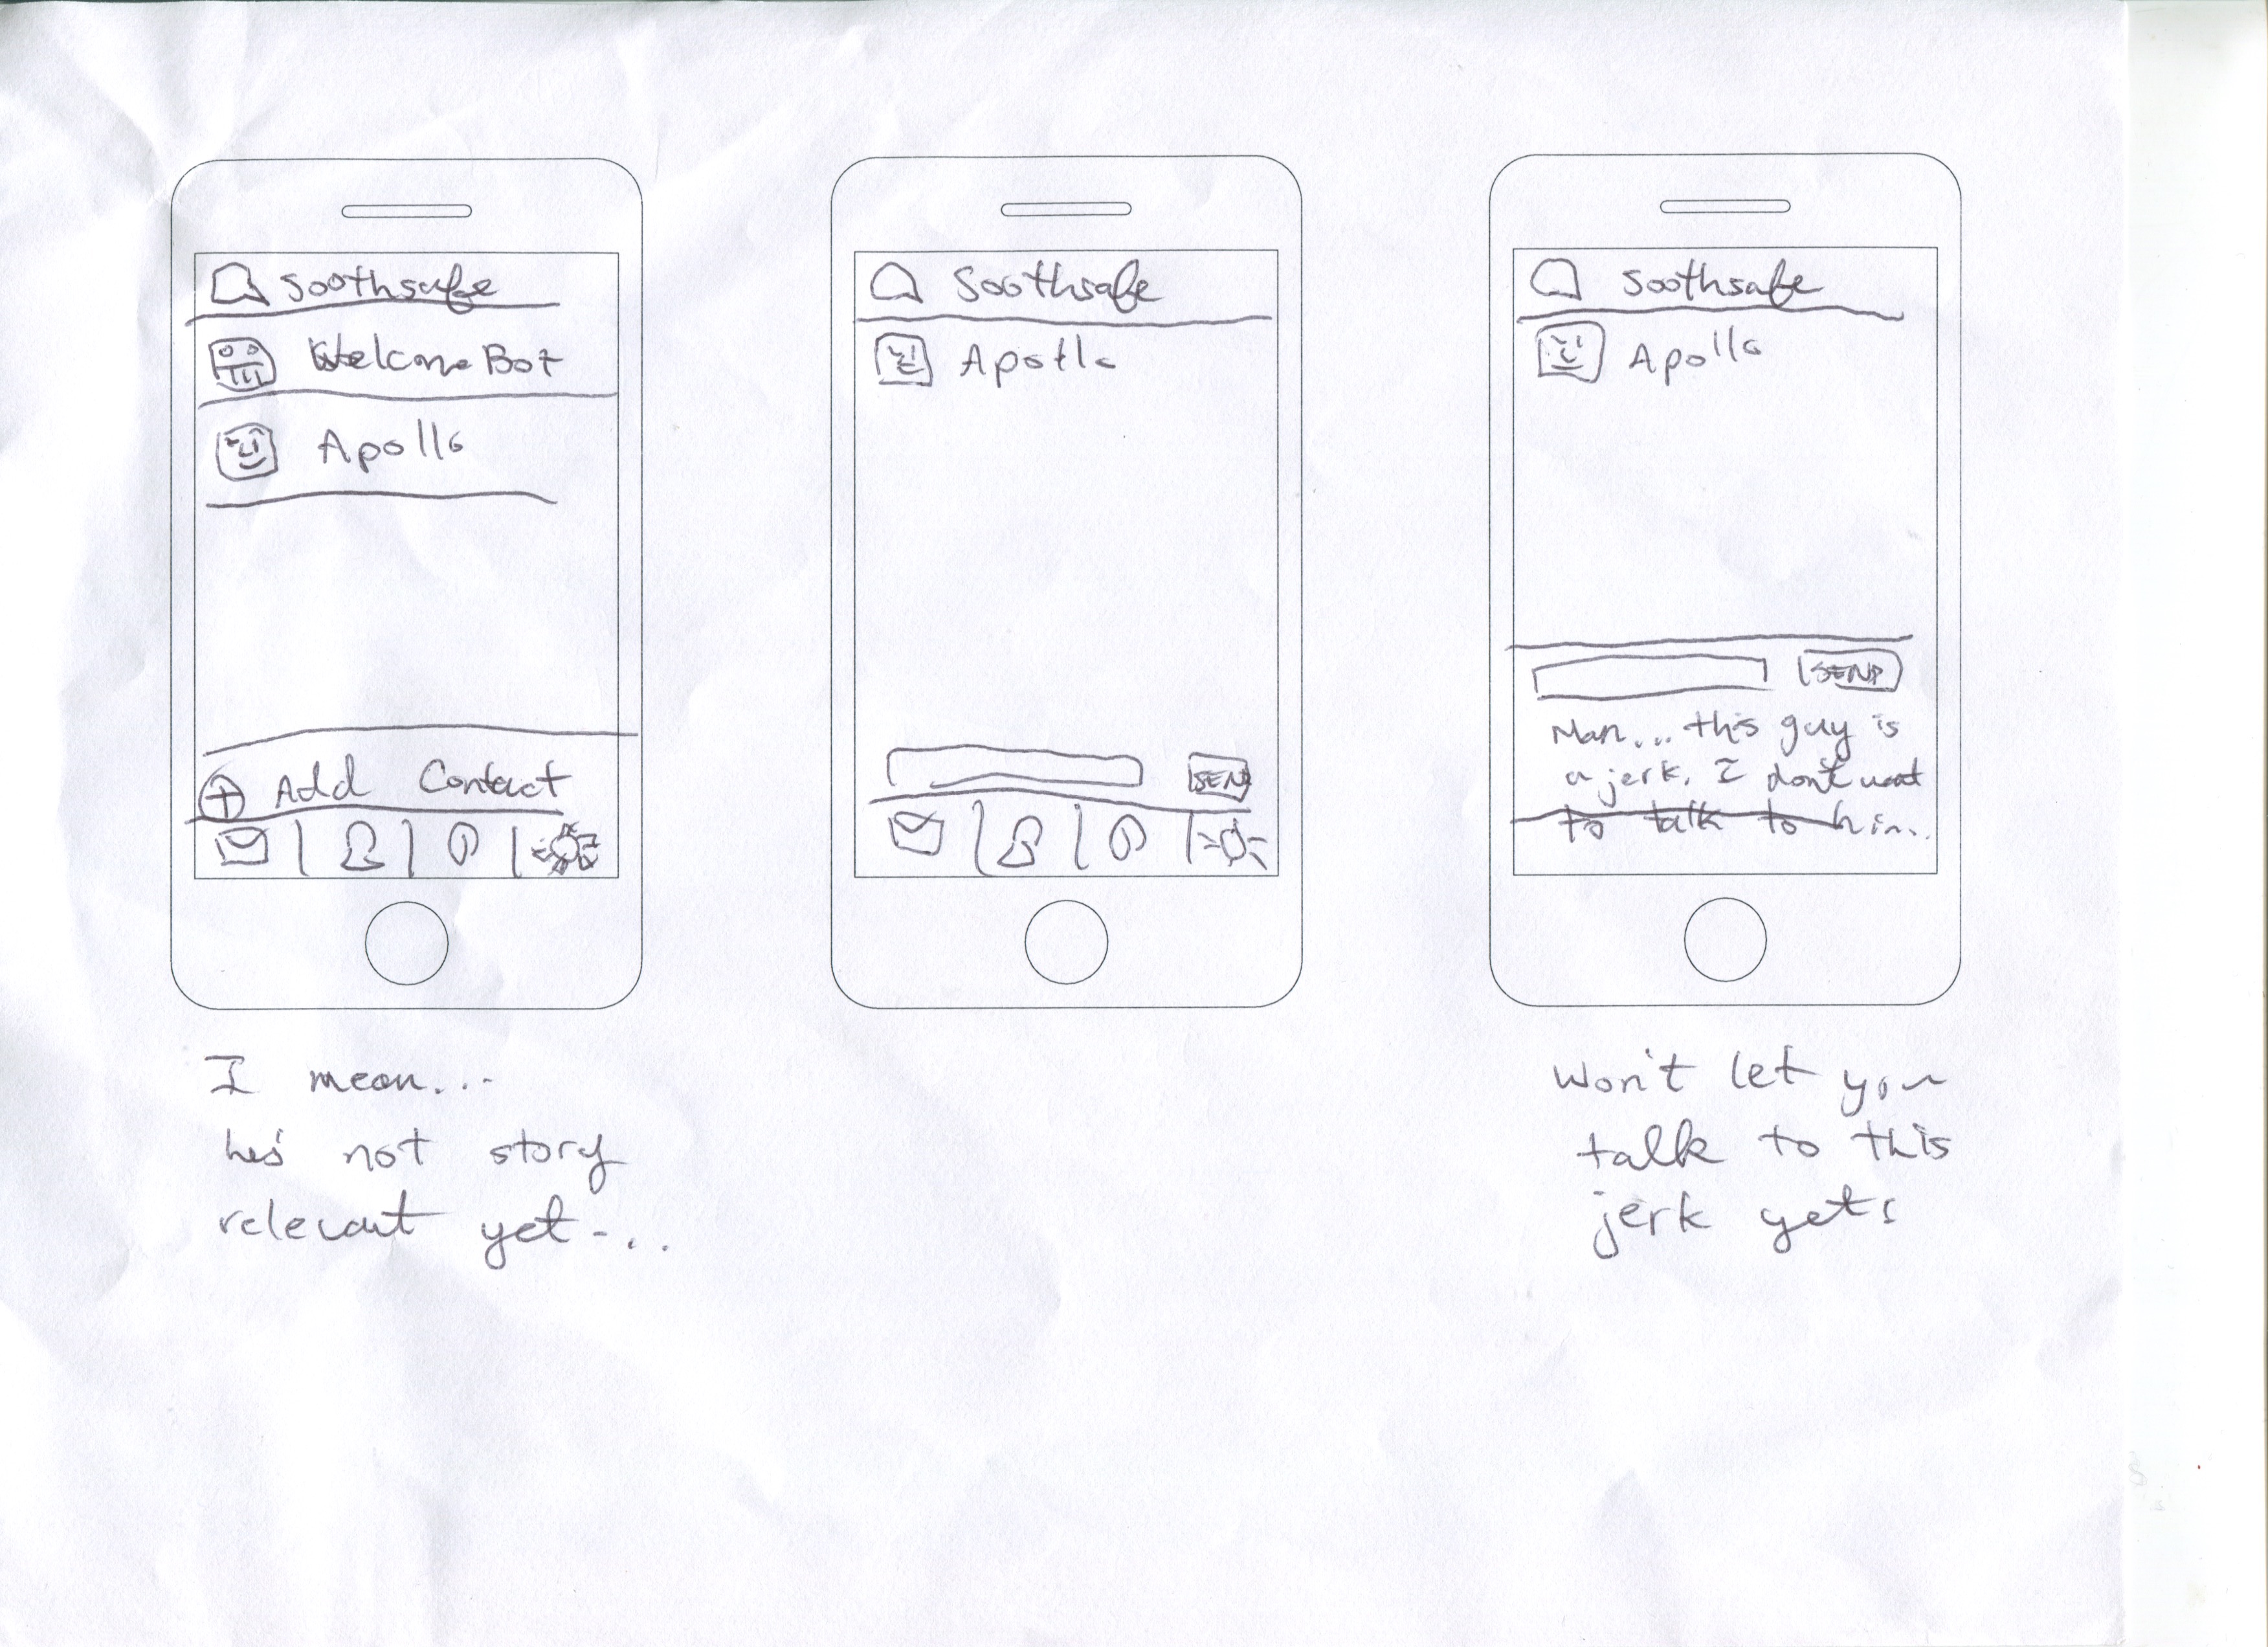 Soothsafe
WelcomeBot
Apollo
Add Contact
I mean...
he's not story
relevant yet...
Soothsafe
Apollo
SEND
Soothsafe
Apollo
SEND
Man... this guy is
a jerk. I don't want
to talk to him..
Won't let you
talk to this
jerk yet!